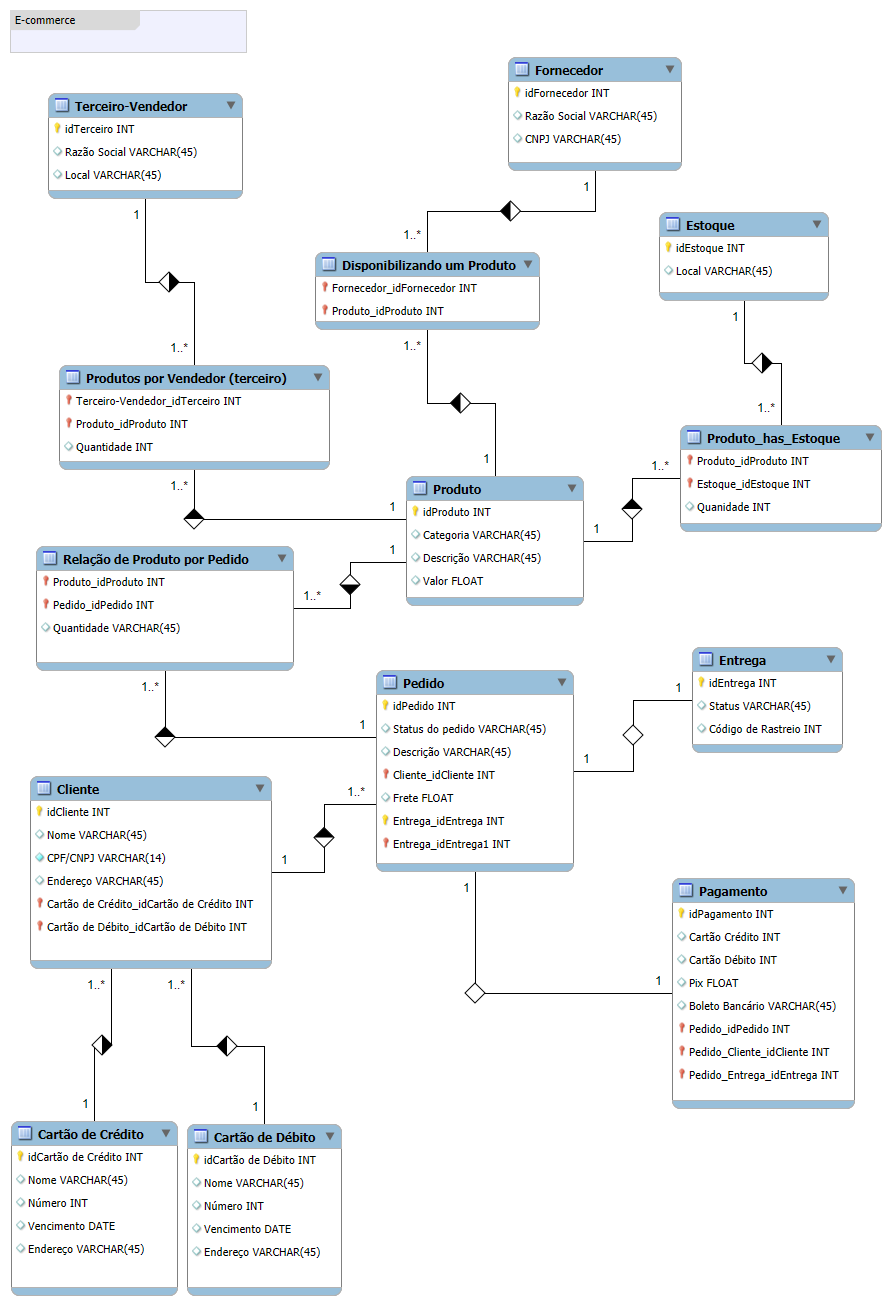 E-commerce
Fornecedor
idFornecedor INT
Razão Social VARCHAR(45)
CNPJ VARCHAR(45)
1
Terceiro-Vendedor
idTerceiro INT
Razão Social VARCHAR(45)
Local VARCHAR(45)
1
1..*
Estoque
idEstoque INT
Local VARCHAR(45)
1
Disponibilizando um Produto
Fornecedor_idFornecedor INT
Produto_idProduto INT
1..*
1..*
Produtos por Vendedor (terceiro)
Terceiro-Vendedor_idTerceiro INT
Produto_idProduto INT
Quantidade INT
1..*
1..*
Produto_has_Estoque
Produto_idProduto INT
Estoque_idEstoque INT
Quanidade INT
1..*
1
Produto
idProduto INT
Categoria VARCHAR(45)
Descrição VARCHAR(45)
Valor FLOAT
1
1
1
Relação de Produto por Pedido
Produto_idProduto INT
Pedido_idPedido INT
Quantidade VARCHAR(45)
1..*
1..*
Pedido
idPedido INT
Status do pedido VARCHAR(45)
Descrição VARCHAR(45)
Cliente_idCliente INT
Frete FLOAT
Entrega_idEntrega INT
Entrega_idEntrega1 INT
1
1..*
1
1
Entrega
idEntrega INT
Status VARCHAR(45)
Código de Rastreio INT
1
Cliente
idCliente INT
Nome VARCHAR(45)
CPF/CNPJ VARCHAR(14)
Endereço VARCHAR(45)
Cartão de Crédito_idCartão de Crédito INT
Cartão de Débito_idCartão de Débito INT
1
1..*
1..*
Pagamento
idPagamento INT
Cartão Crédito INT
Cartão Débito INT
Pix FLOAT
Boleto Bancário VARCHAR(45)
Pedido_idPedido INT
Pedido_Cliente_idCliente INT
Pedido_Entrega_idEntrega INT
1
1
Cartão de Crédito
idCartão de Crédito INT
Nome VARCHAR(45)
Número INT
Vencimento DATE
Endereço VARCHAR(45)
1
Cartão de Débito
idCartão de Débito INT
Nome VARCHAR(45)
Número INT
Vencimento DATE
Endereço VARCHAR(45)